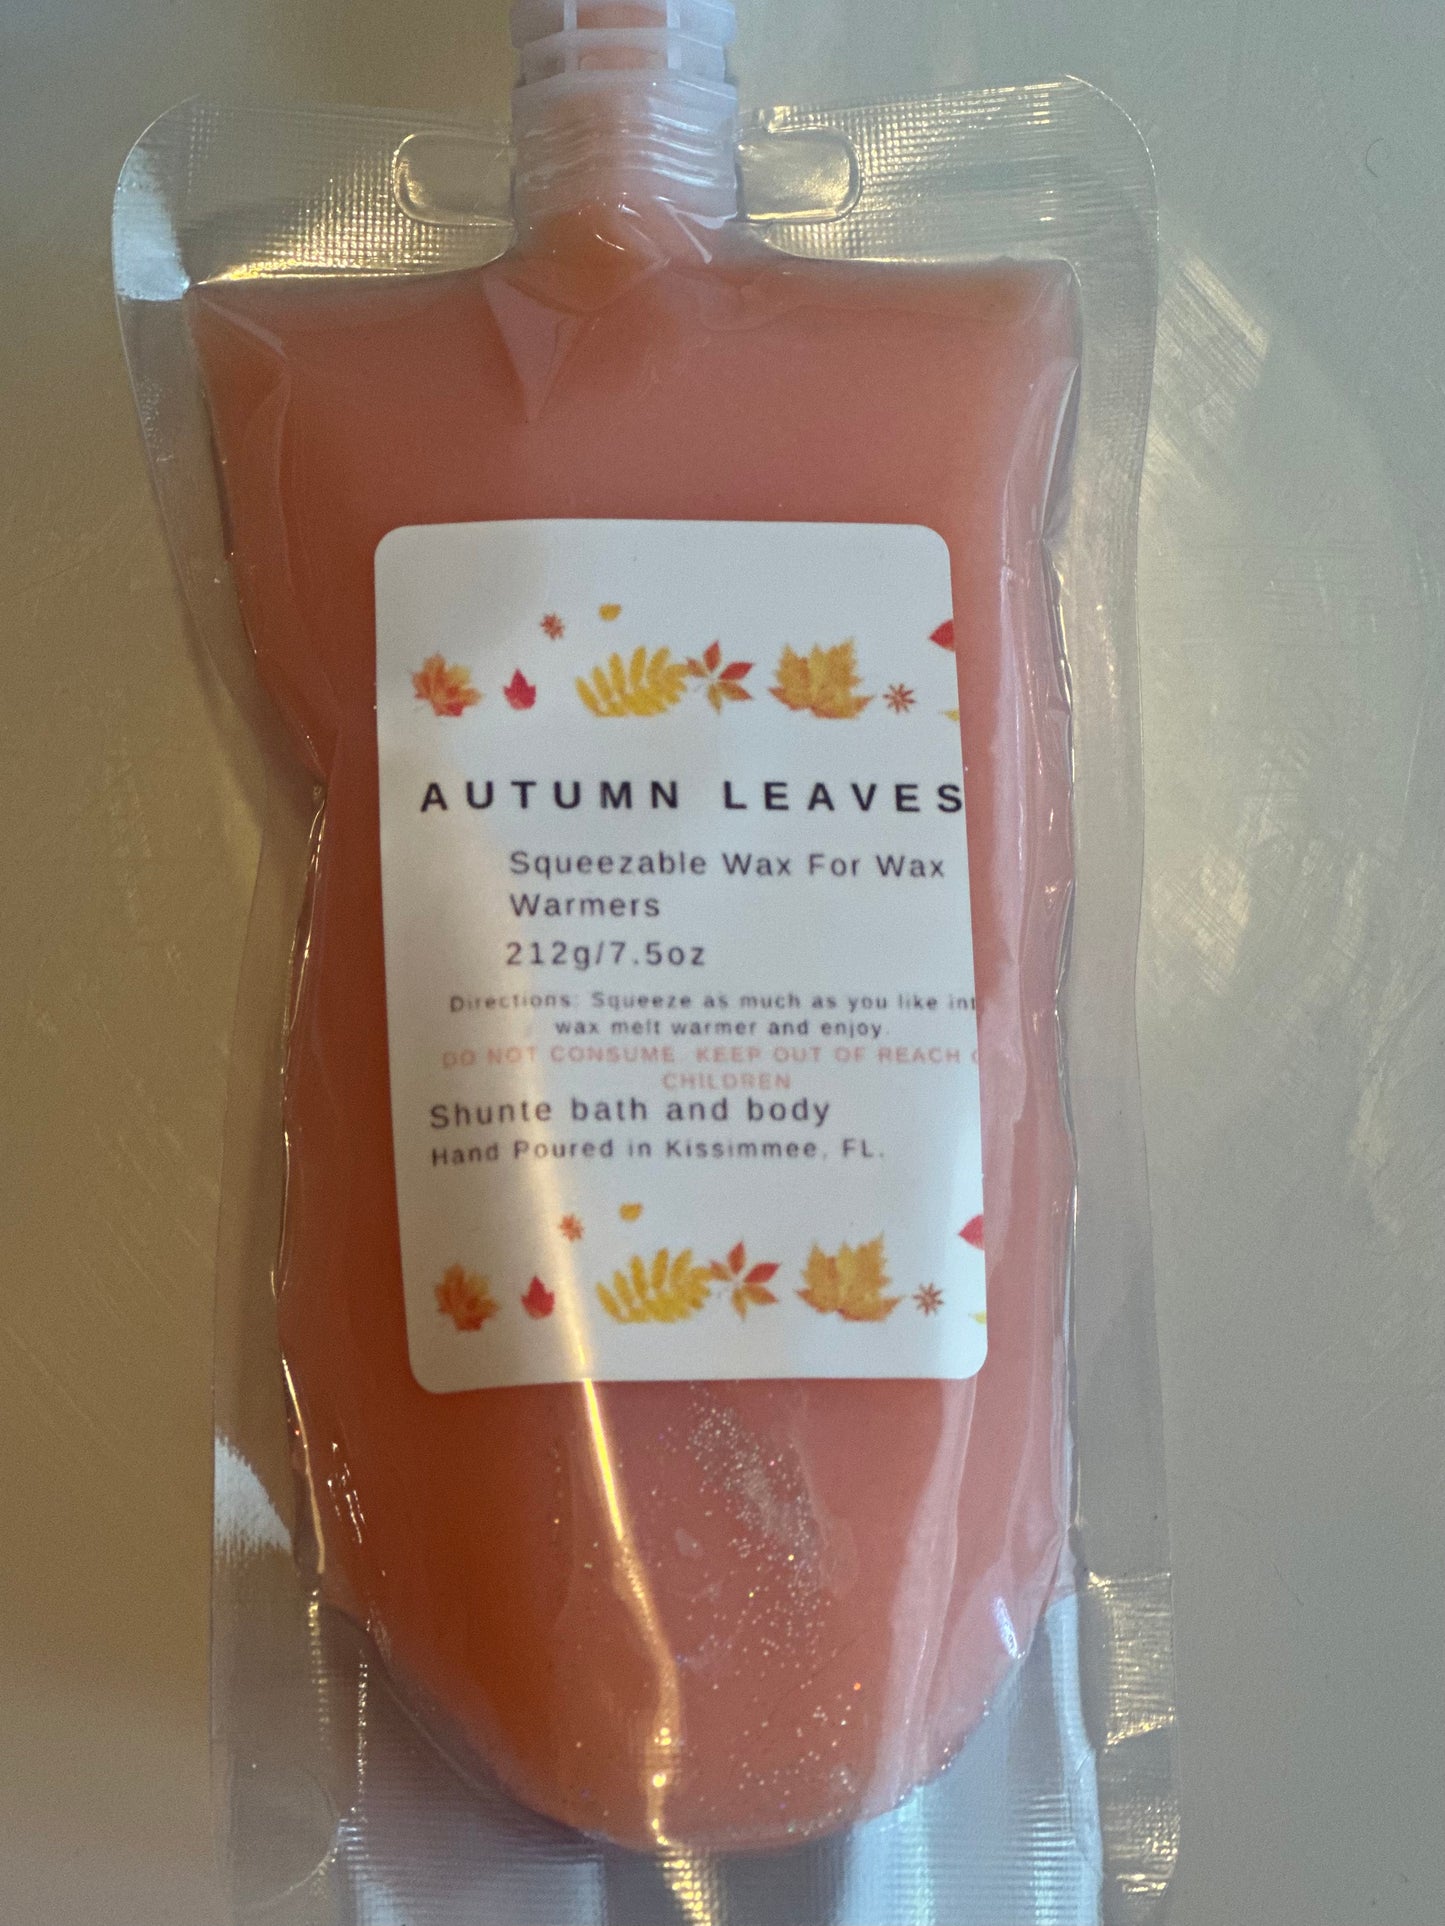 AUTUMN LEAVES
Squeezable Wax For Wax
Warmers
212g/7.5oz
Directions: Squeeze as much as you like int
wax melt warmer and enjoy.
DO NOT CONSUME. KEEP OUT OF REACH
CHILDREN
Shunte bath and body
Hand Poured in Kissimmee, FL.